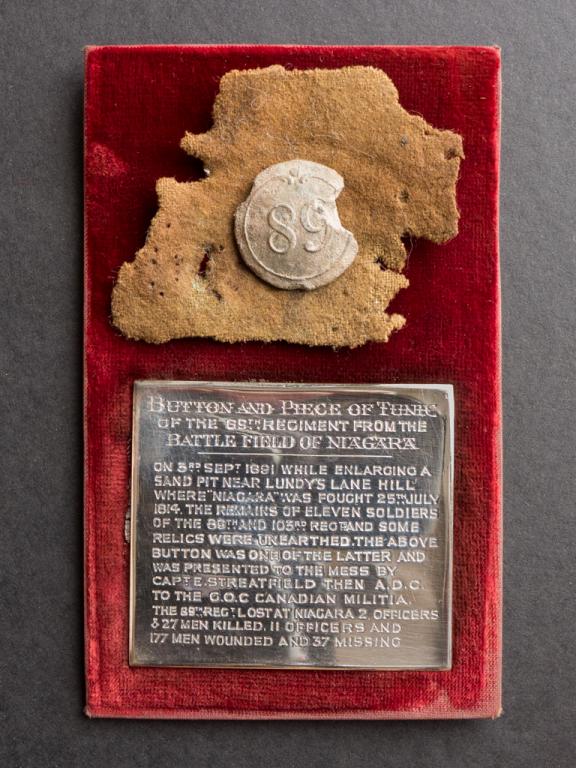 89
BUTTON AND PIECE OF TUNIC
OF THE 89TH REGIMENT FROM THE
BATTLE FIELD OF NIAGARA
ON 3RD SEPT 1891 WHILE ENLARGING A
SAND PIT NEAR LUNDY'S LANE HILL
WHERE "NIAGARA" WAS FOUGHT 25TH JULY
1814. THE REMAINS OF ELEVEN SOLDIERS
OF THE 89TH AND 103RD REGT AND SOME
RELICS WERE UNEARTHED. THE ABOVE
BUTTON WAS ONE OF THE LATTER AND
WAS PRESENTED TO THE MESS BY
CAPT E. STREATFIELD THEN A.D.C.
TO THE G.O.C CANADIAN MILITIA.
THE 89TH REGT LOST AT NIAGARA 2 OFFICERS
& 27 MEN KILLED, 11 OFFICERS AND
177 MEN WOUNDED AND 37 MISSING